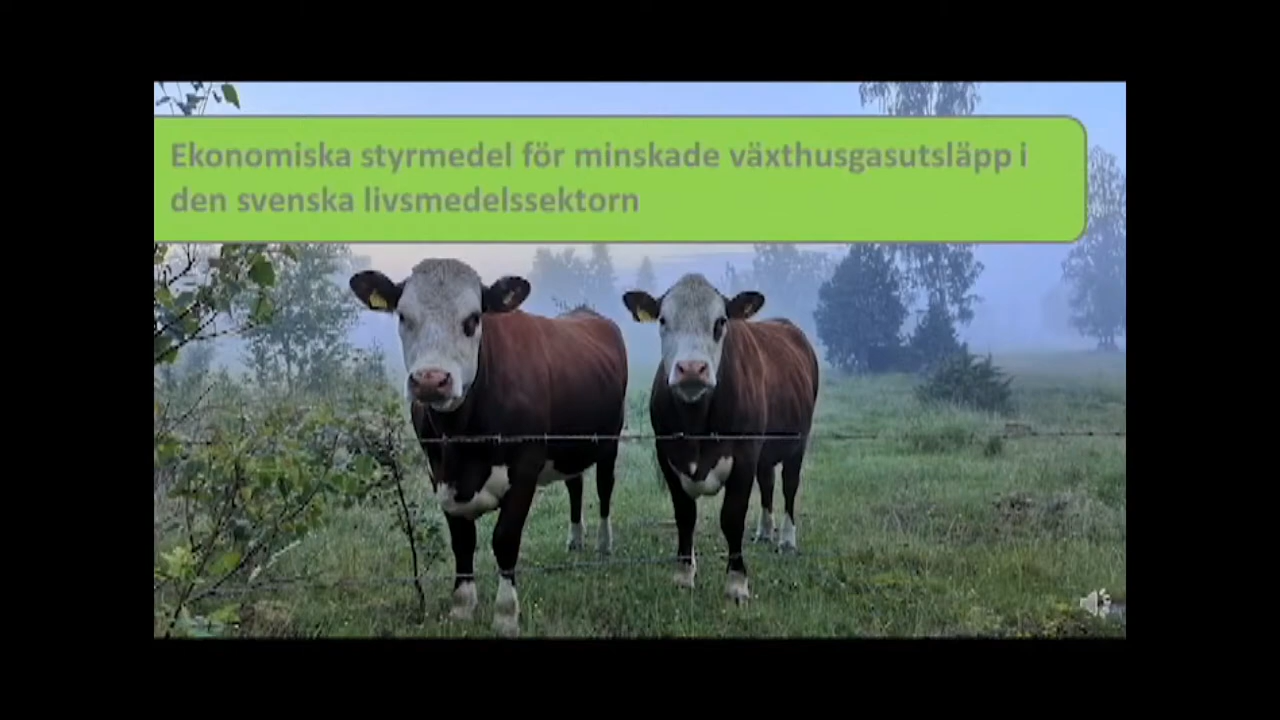 Ekonomiska styrmedel för minskade växthusgasutsläpp i
den svenska livsmedelssektorn